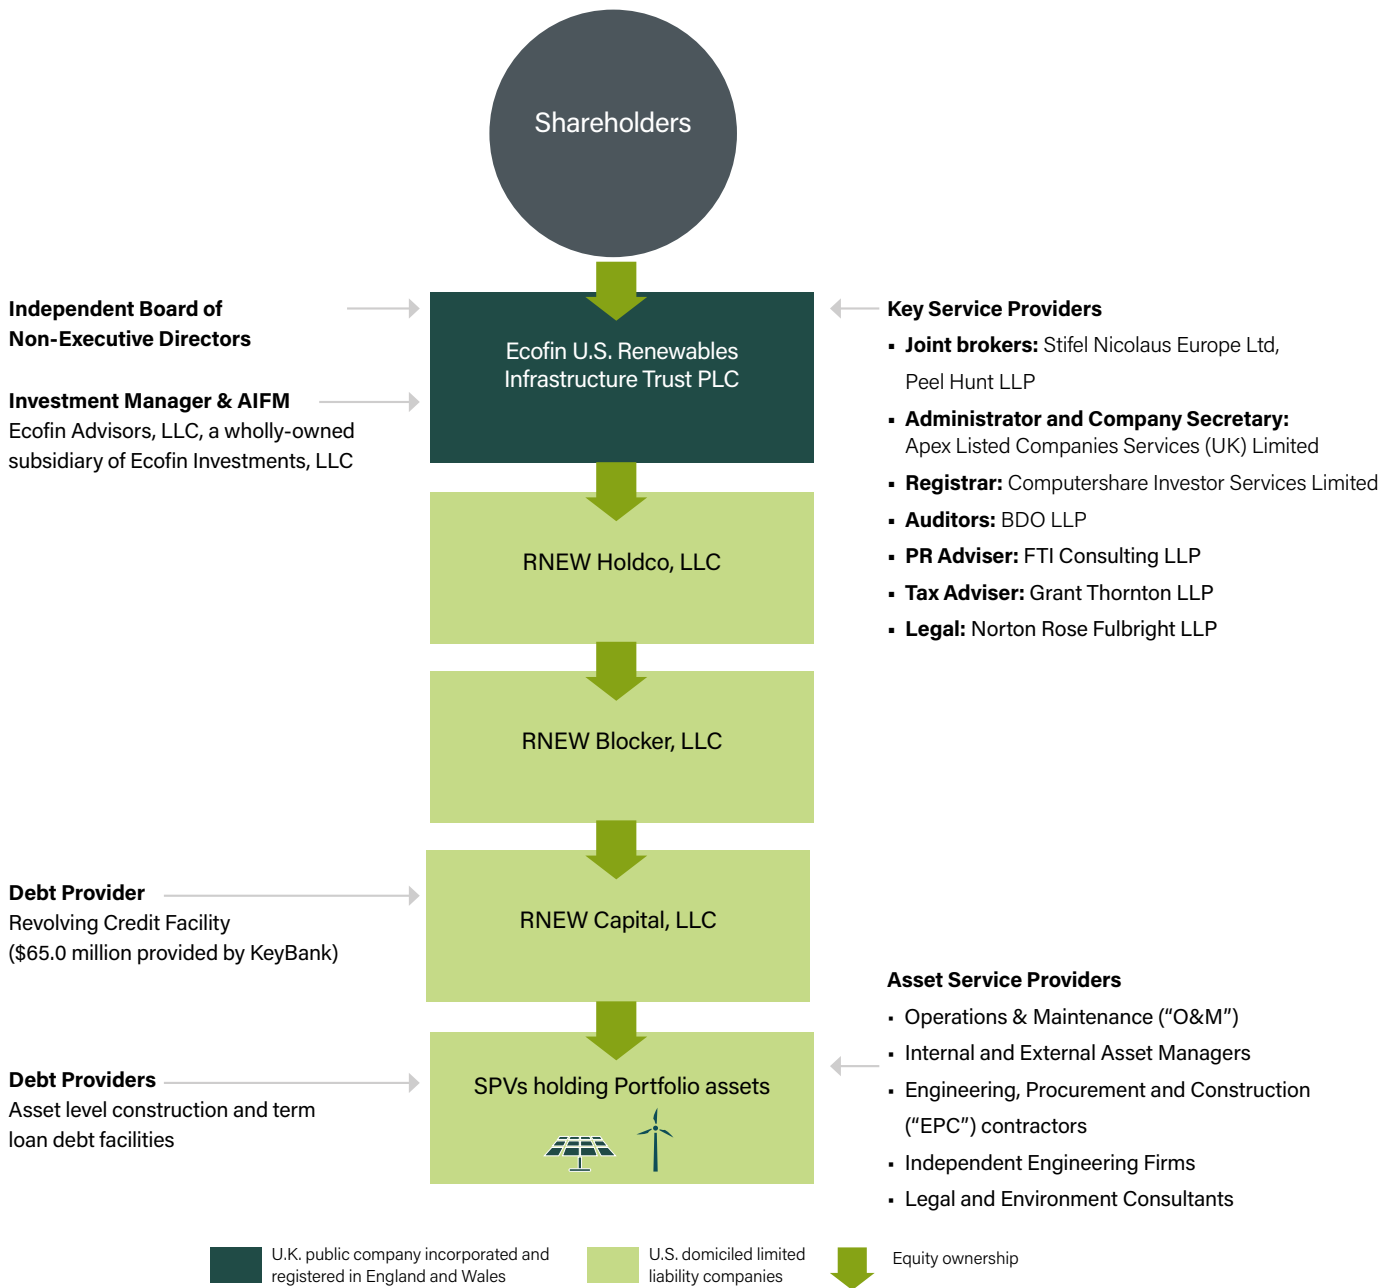 Shareholders
Independent Board of
Non-Executive Directors
Investment Manager & AIFM
Ecofin Advisors, LLC, a wholly-owned
subsidiary of Ecofin Investments, LLC
Ecofin U.S. Renewables
Infrastructure Trust PLC
Key Service Providers
▪ Joint brokers: Stifel Nicolaus Europe Ltd,
Peel Hunt LLP
▪ Administrator and Company Secretary:
Apex Listed Companies Services (UK) Limited
▪ Registrar: Computershare Investor Services Limited
▪ Auditors: BDO LLP
▪ PR Adviser: FTI Consulting LLP
▪ Tax Adviser: Grant Thornton LLP
▪ Legal: Norton Rose Fulbright LLP
RNEW Holdco, LLC
RNEW Blocker, LLC
Debt Provider
Revolving Credit Facility
($65.0 million provided by KeyBank)
RNEW Capital, LLC
Debt Providers
Asset level construction and term
loan debt facilities
SPVs holding Portfolio assets
Asset Service Providers
▪ Operations & Maintenance (“O&M”)
▪ Internal and External Asset Managers
▪ Engineering, Procurement and Construction
(“EPC”) contractors
▪ Independent Engineering Firms
▪ Legal and Environment Consultants
U.K. public company incorporated and
registered in England and Wales
U.S. domiciled limited
liability companies
Equity ownership